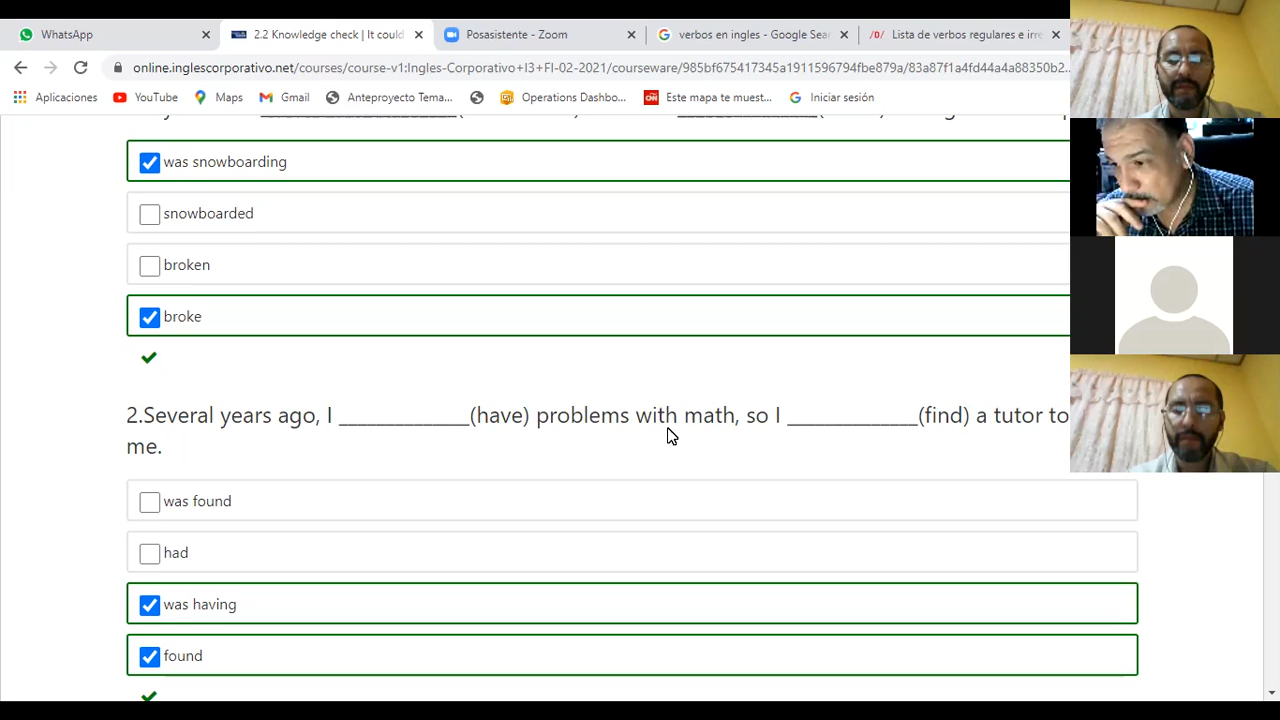 WhatsApp
2.2 Knowledge check | It could
Posasistente - Zoom
verbos en ingles - Google Sear
Lista de verbos regulares e irre
online.inglescorporativo.net/courses/course-v1:Ingles-Corporativo+I3+FI-02-2021/courseware/985bf675417345a1911596794fbe879a/83a87f1a4fd44a4a88350b2...
Aplicaciones
YouTube
Maps
Gmail
Anteproyecto Tema...
Operations Dashbo...
Este mapa te muest...
Iniciar sesión
was snowboarding
snowboarded
broken
broke
2.Several years ago, I _____________(have) problems with math, so I _____________(find) a tutor to
me.
was found
had
was having
found